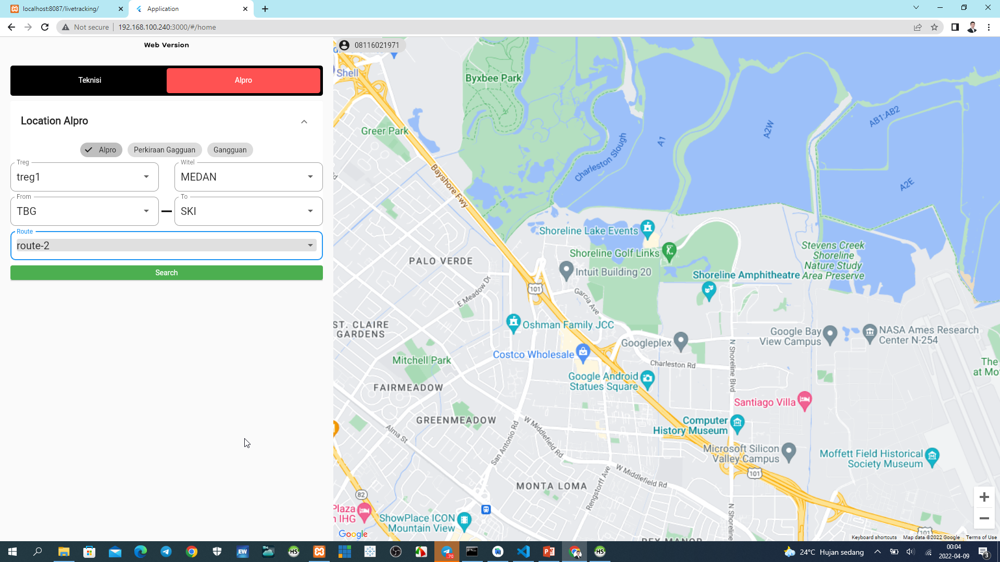 localhost:8087/livetracking/
Application
Not secure
192.168.100.240:3000/#/home
Web Version
Teknisi
Alpro
Location Alpro
Alpro
Perkiraan Gagguan
Gangguan
Treg
treg1
Witel
MEDAN
From
TBG
To
SKI
Route
route-2
Search
08116021971
Shell
Byxbee Park
Greer Park
Bayshore Fwy
Charleston Slough
A1
A2W
AB1:AB2
A2E
Shoreline Lake Events
Shoreline Golf Links
Stevens Creek
Shoreline
Nature Study
Area Preserve
PALO VERDE
Intuit Building 20
Shoreline Amphitheatre
101
E Meadow Dr
Garcia Ave
ST. CLAIRE
GARDENS
Oshman Family JCC
Googleplex
Google Bay
View Campus
NASA Ames Research
Center N-254
Costco Wholesale
Mitchell Park
Charleston Rd
N Shoreline Blvd
The
at Mof
Google Android
Statues Square
FAIRMEADOW
Santiago Villa
GREENMEADOW
Computer
History Museum
Alma St
San Antonio Rd
W Middlefield Rd
Microsoft Silicon
Valley Campus
Moffett Field Historical
Society Museum
W Middlefield Rd
101
Rengstorff Ave
MONTA LOMA
82
Plaza
IHG
ShowPlace ICON
Mountain View
N Shoreline
REX MANOR
101
Google
Keyboard shortcuts
Map data ©2022 Google
Terms of Use
EW
HS
70
HS
24°C
Hujan sedang
00:04
2022-04-09
3